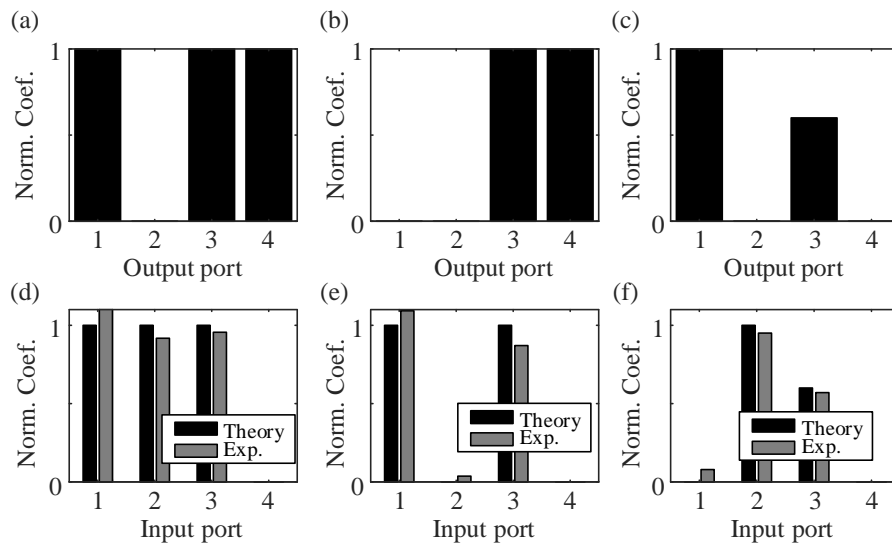 (a)
(b)
(c)
1
Norm. Coef.
0
1 2 3 4
Output port
1
Norm. Coef.
0
1 2 3 4
Output port
1
Norm. Coef.
0
1 2 3 4
Output port
(d)
(e)
(f)
1
Norm. Coef.
0
Theory
Exp.
1 2 3 4
Input port
1
Norm. Coef.
0
Theory
Exp.
1 2 3 4
Input port
1
Norm. Coef.
0
Theory
Exp.
1 2 3 4
Input port